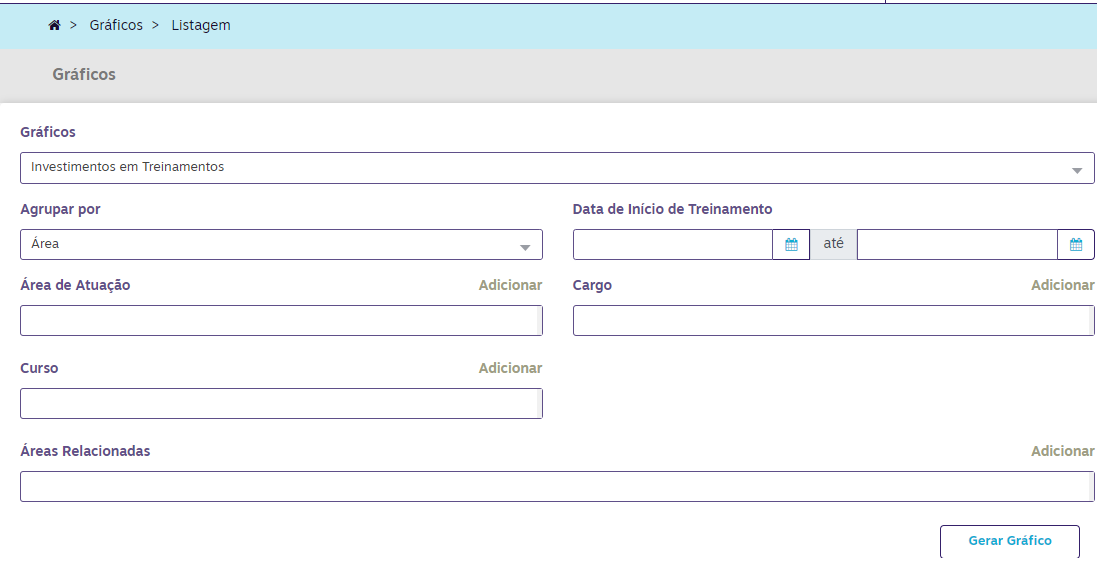 > Gráficos > Listagem
Gráficos
Gráficos
Investimentos em Treinamentos
Agrupar por
Data de Início de Treinamento
Área
até
Área de Atuação
Adicionar
Cargo
Adicionar
Curso
Adicionar
Áreas Relacionadas
Adicionar
Gerar Gráfico